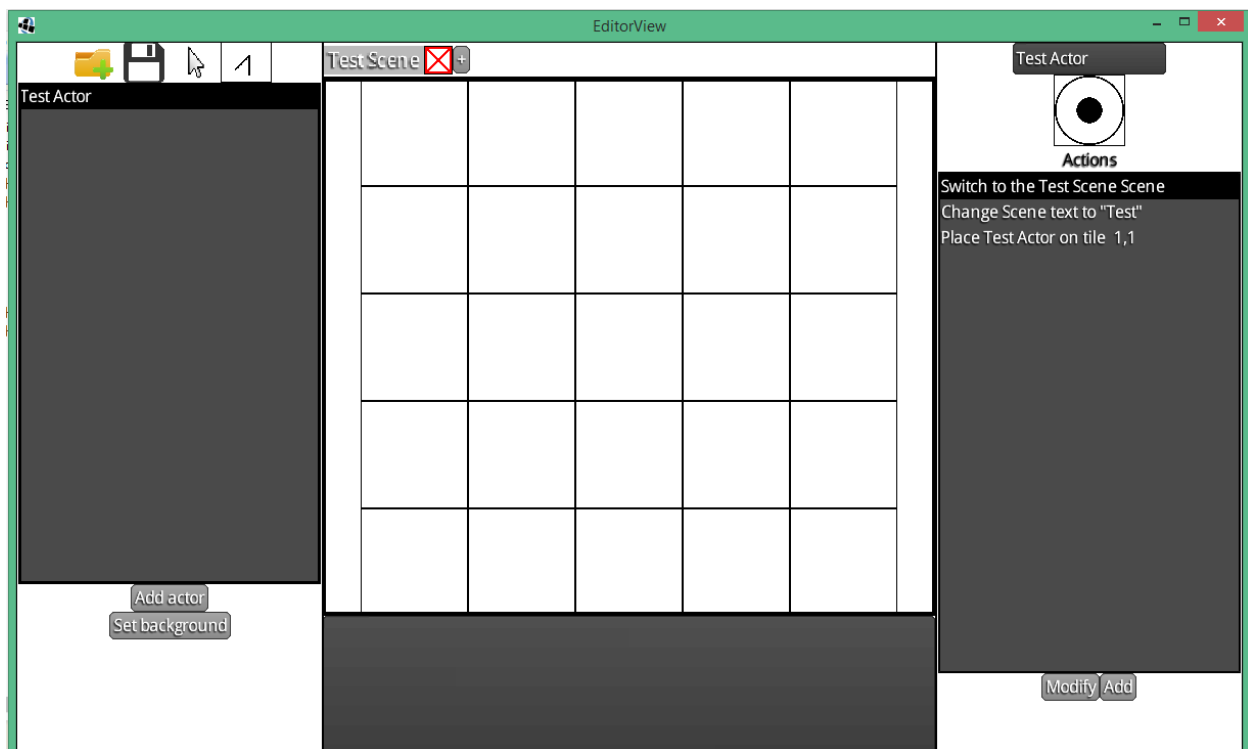 EditorView
Test Scene
+
Test Actor
Add actor
Set background
Test Actor
Actions
Switch to the Test Scene Scene
Change Scene text to "Test"
Place Test Actor on tile 1,1
Modify Add